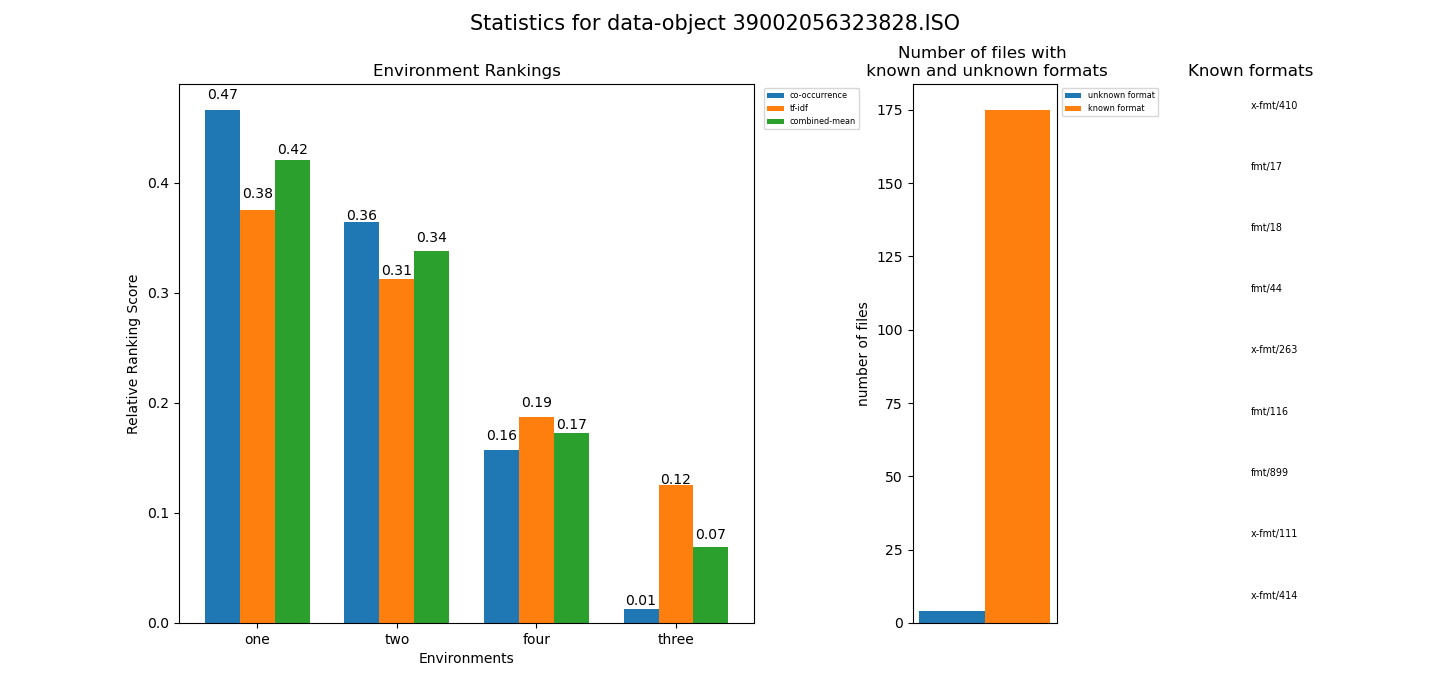 Statistics for data-object 39002056323828.ISO
Environment Rankings
Relative Ranking Score
0.4
0.3
0.2
0.1
0.0
0.47
0.38
0.42
0.36
0.31
0.34
0.16
0.19
0.17
0.01
0.12
0.07
one
two
four
three
Environments
co-occurrence
tf-idf
combined-mean
Number of files with
known and unknown formats
number of files
175
150
125
100
75
50
25
0
unknown format
known format
Known formats
x-fmt/410
fmt/17
fmt/18
fmt/44
x-fmt/263
fmt/116
fmt/899
x-fmt/111
x-fmt/414